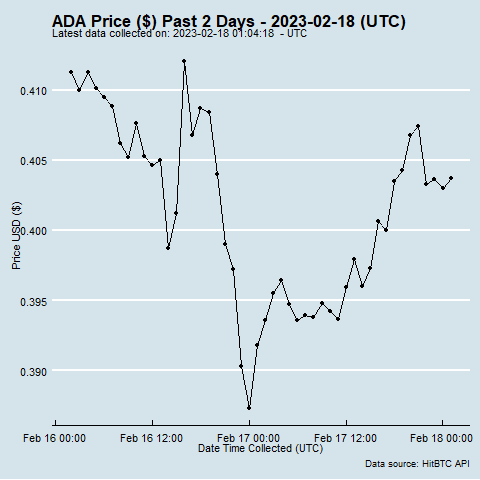 ADA Price ($) Past 2 Days - 2023-02-18 (UTC)
Latest data collected on: 2023-02-18 01:04:18 - UTC
0.410
0.405
0.400
0.395
0.390
Price USD ($)
Feb 16 00:00 Feb 16 12:00 Feb 17 00:00 Feb 17 12:00 Feb 18 00:00
Date Time Collected (UTC)
Data source: HitBTC API